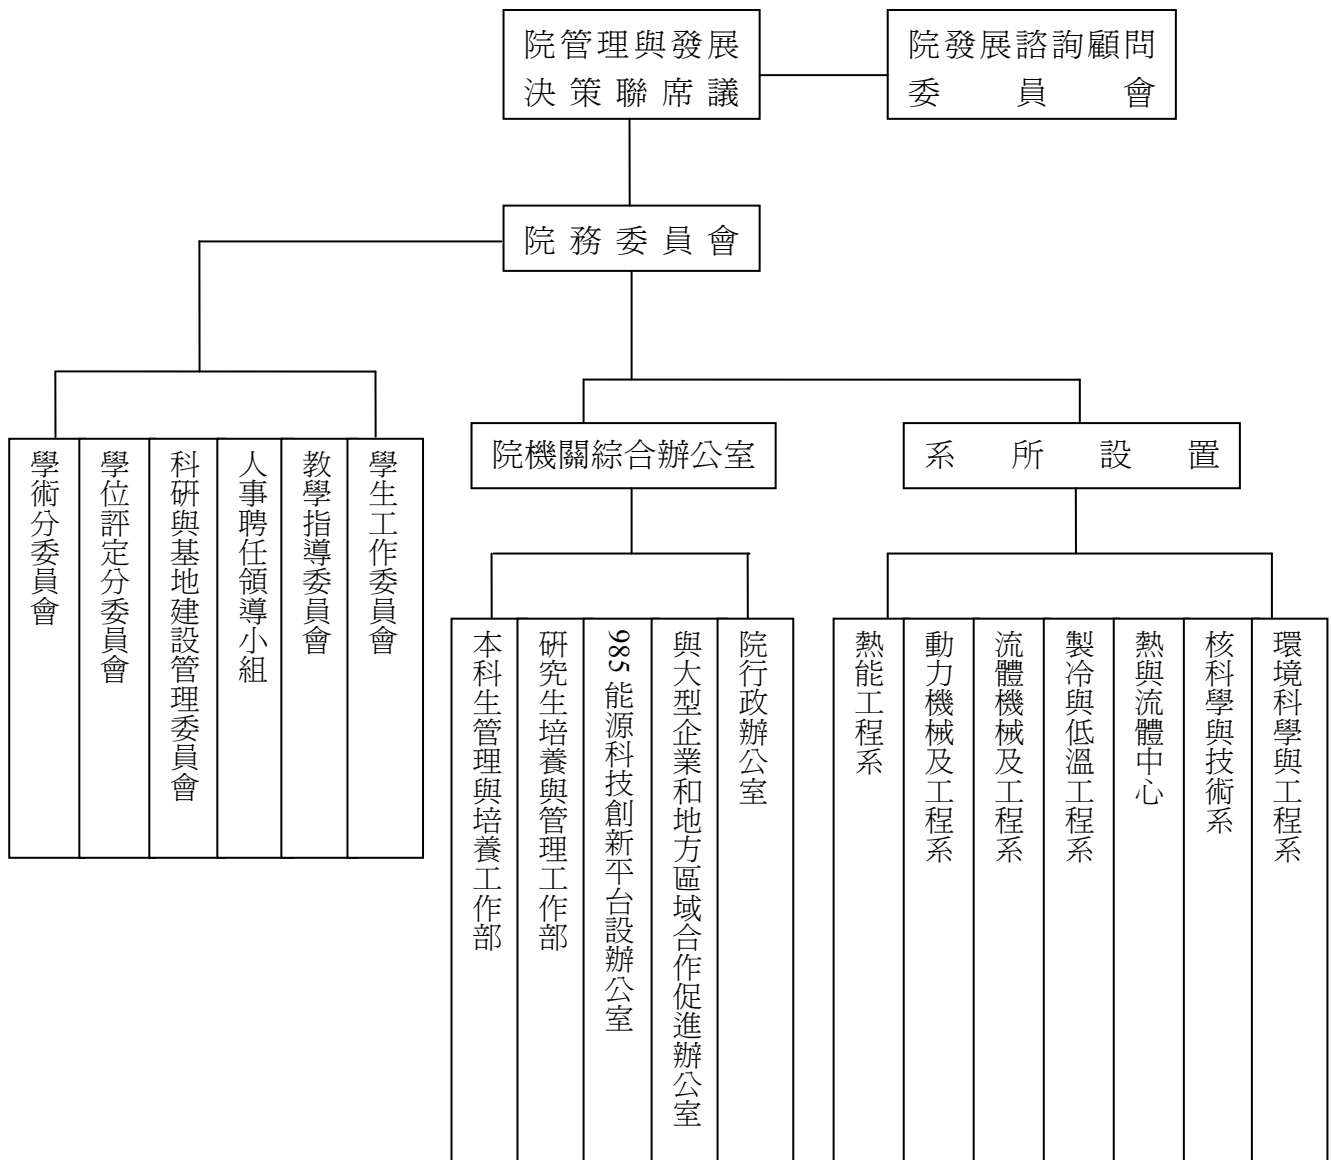 院管理與發展
決策聯席議
院發展諮詢顧問
委員會
院務委員會
院機關綜合辦公室
系所設置
學術分委員會
學位評定分委員會
科研與基地建設管理委員會
人事聘任領導小組
教學指導委員會
學生工作委員會
本科生管理與培養工作部
研究生培養與管理工作部
985能源科技創新平台設辦公室
與大型企業和地方區域合作促進辦公室
院行政辦公室
熱能工程系
動力機械及工程系
流體機械及工程系
製冷與低溫工程系
熱與流體中心
核科學與技術系
環境科學與工程系